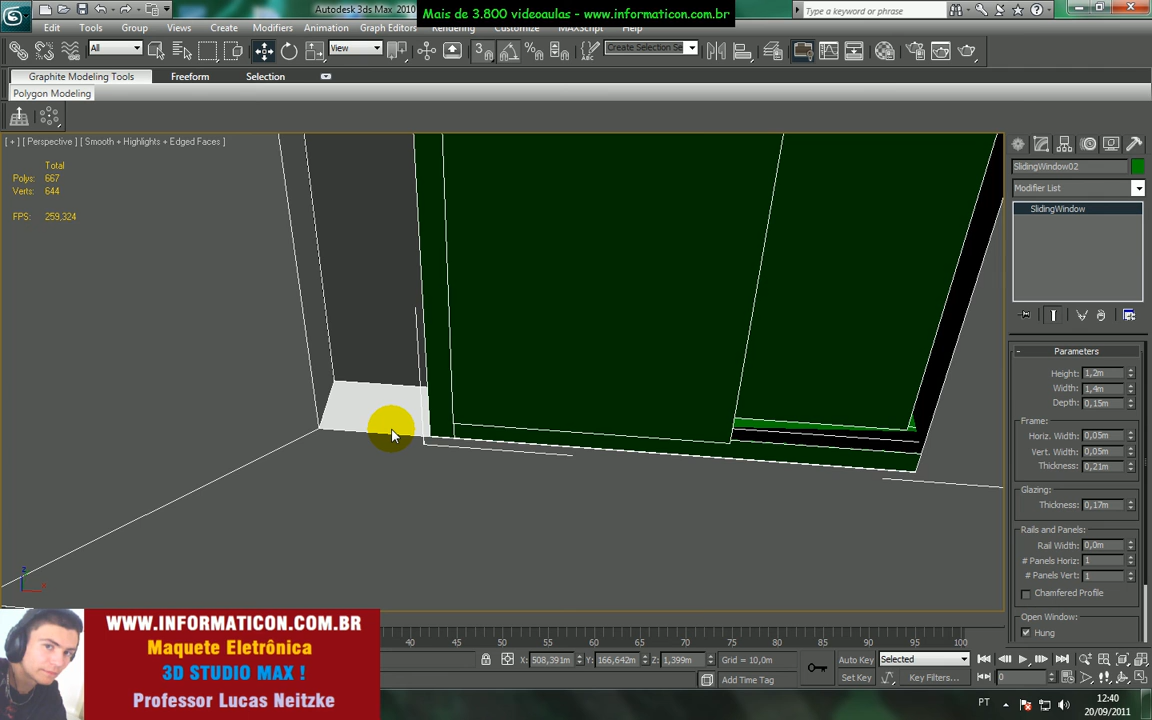 Autodesk 3ds Max 2010
Mais de 3.800 videoaulas - www.informaticon.com.br
Type a keyword or phrase
Edit Tools Group Views Create Modifiers Animation Graph Editors Rendering Customize MAXScript Help
All
View
Create Selection Se
Graphite Modeling Tools Freeform Selection
Polygon Modeling
[ + ] [ Perspective ] [ Smooth + Highlights + Edged Faces ]
Total
Polys: 667
Verts: 644
FPS: 259,324
SlidingWindow02
Modifier List
SlidingWindow
Parameters
Height: 1,2m
Width: 1,4m
Depth: 0,15m
Frame:
Horiz. Width: 0,05m
Vert. Width: 0,05m
Thickness: 0,21m
Glazing:
Thickness: 0,17m
Rails and Panels:
Rail Width: 0,0m
# Panels Horiz: 1
# Panels Vert: 1
Chamfered Profile
Open Window:
Hung
WWW.INFORMATICON.COM.BR
Maquete Eletrônica
3D STUDIO MAX !
Professor Lucas Neitzke
40 45 50 55 60 65 70 75 80 85 90 95 100
X: 508,391m Y: 166,642m Z: 1,399m Grid = 10,0m
Add Time Tag
Auto Key Selected
Set Key Key Filters...
0
PT
12:40
20/09/2011